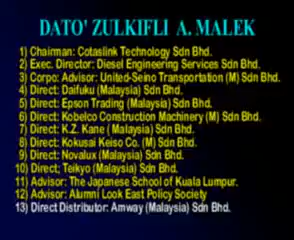 DATO' ZULKIFLI A. MALEK
1) Chairman: Cotaslink Technology Sdn Bhd.
2) Exec. Director: Diesel Engineering Services Sdn Bhd.
3) Corpo: Advisor: United-Seino Transportation (M) Sdn Bhd.
4) Direct: Daifuku (Malaysia) Sdn Bhd.
5) Direct: Epson Trading (Malaysia) Sdn Bhd.
6) Direct: Kobelco Construction Machinery (M) Sdn Bhd.
7) Direct: K.Z. Kane ( Malaysia) Sdn Bhd.
8) Direct: Kokusai Keiso Co. (M) Sdn Bhd.
9) Direct: Novalux (Malaysia) Sdn Bhd.
10) Direct; Teikyo (Malaysia) Sdn Bhd.
11) Advisor: The Japanese School of Kuala Lumpur.
12) Advisor: Alumni Look East Policy Society
13) Direct Distributor: Amway (Malaysia) Sdn Bhd.